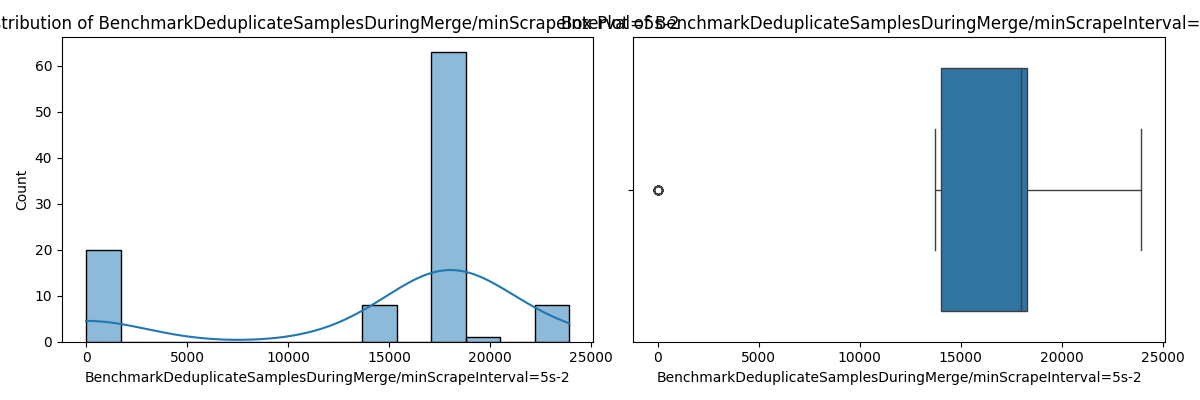 stribution of BenchmarkDeduplicateSamplesDuringMerge/minScrapeInterval=5s-2
Box Plot of BenchmarkDeduplicateSamplesDuringMerge/minScrapeInterval=
Count
60
50
40
30
20
10
0
0 5000 10000 15000 20000 25000
BenchmarkDeduplicateSamplesDuringMerge/minScrapeInterval=5s-2
0 5000 10000 15000 20000 25000
BenchmarkDeduplicateSamplesDuringMerge/minScrapeInterval=5s-2